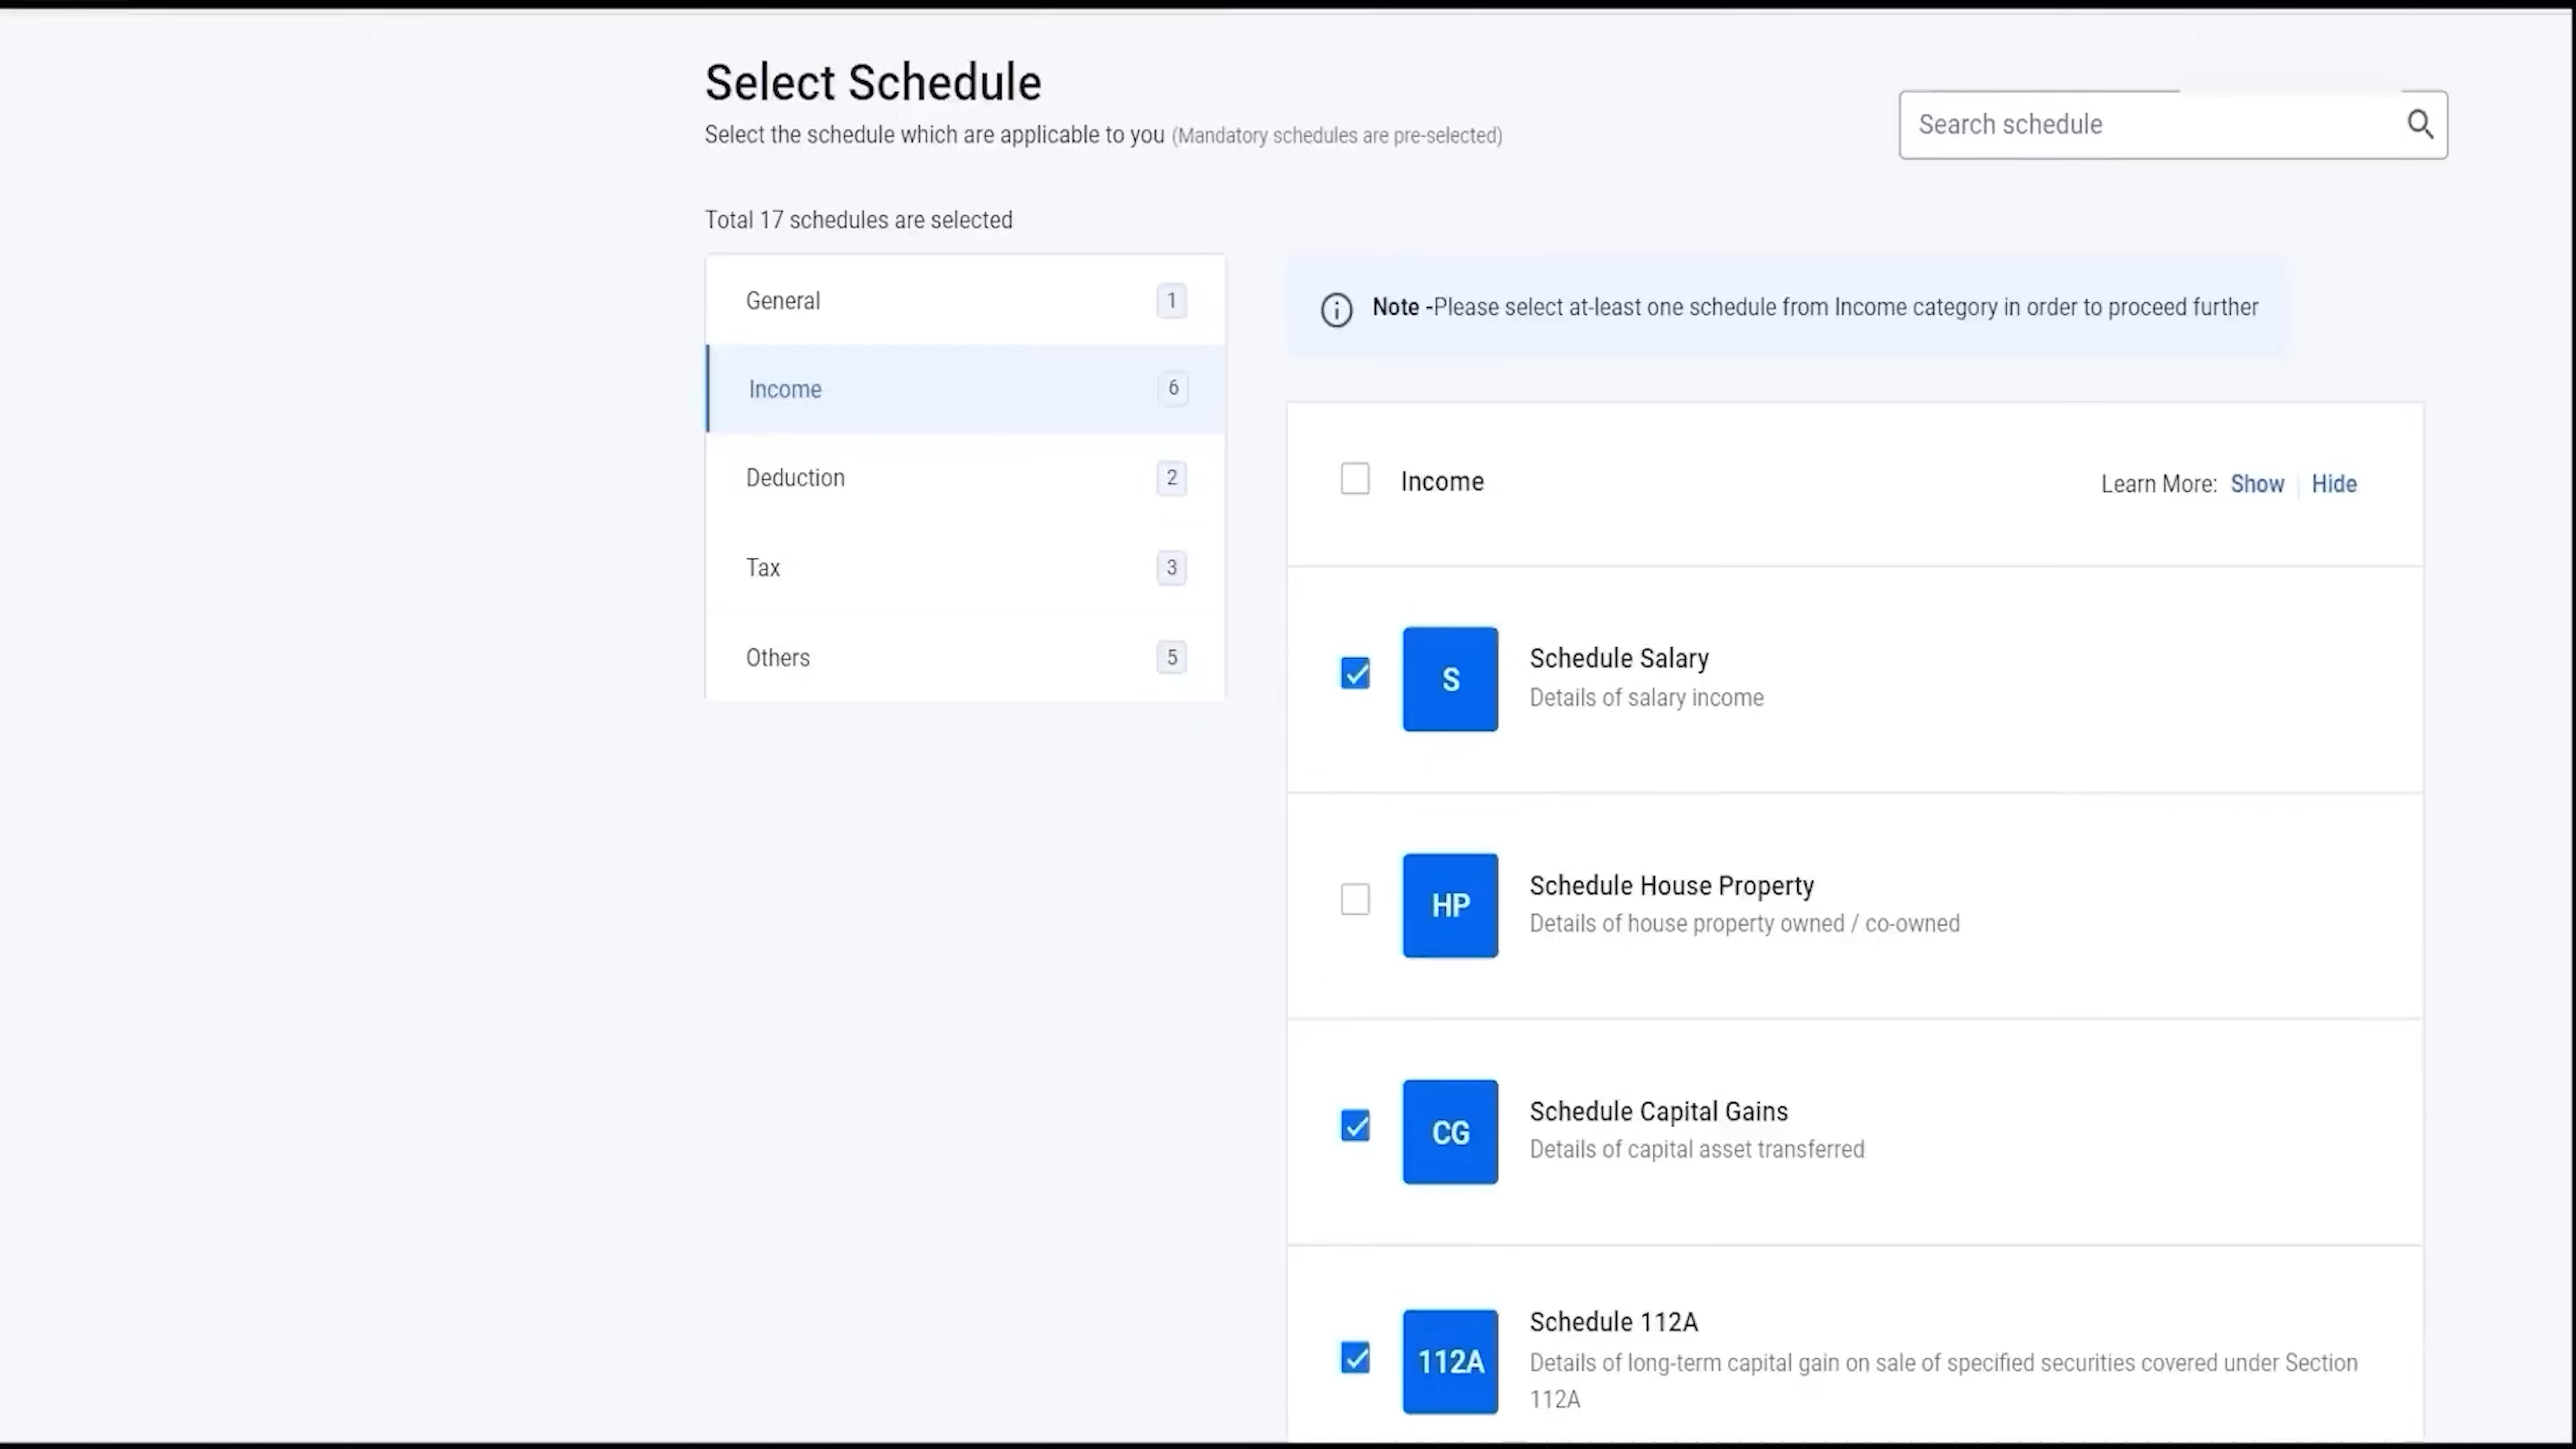 Select Schedule
Select the schedule which are applicable to you (Mandatory schedules are pre-selected)
Search schedule
Total 17 schedules are selected
General 1
Income 6
Deduction 2
Tax 3
Others 5
Note -Please select at-least one schedule from Income category in order to proceed further
Income Learn More: Show Hide
S
Schedule Salary
Details of salary income
HP
Schedule House Property
Details of house property owned / co-owned
CG
Schedule Capital Gains
Details of capital asset transferred
112A
Schedule 112A
Details of long-term capital gain on sale of specified securities covered under Section
112A